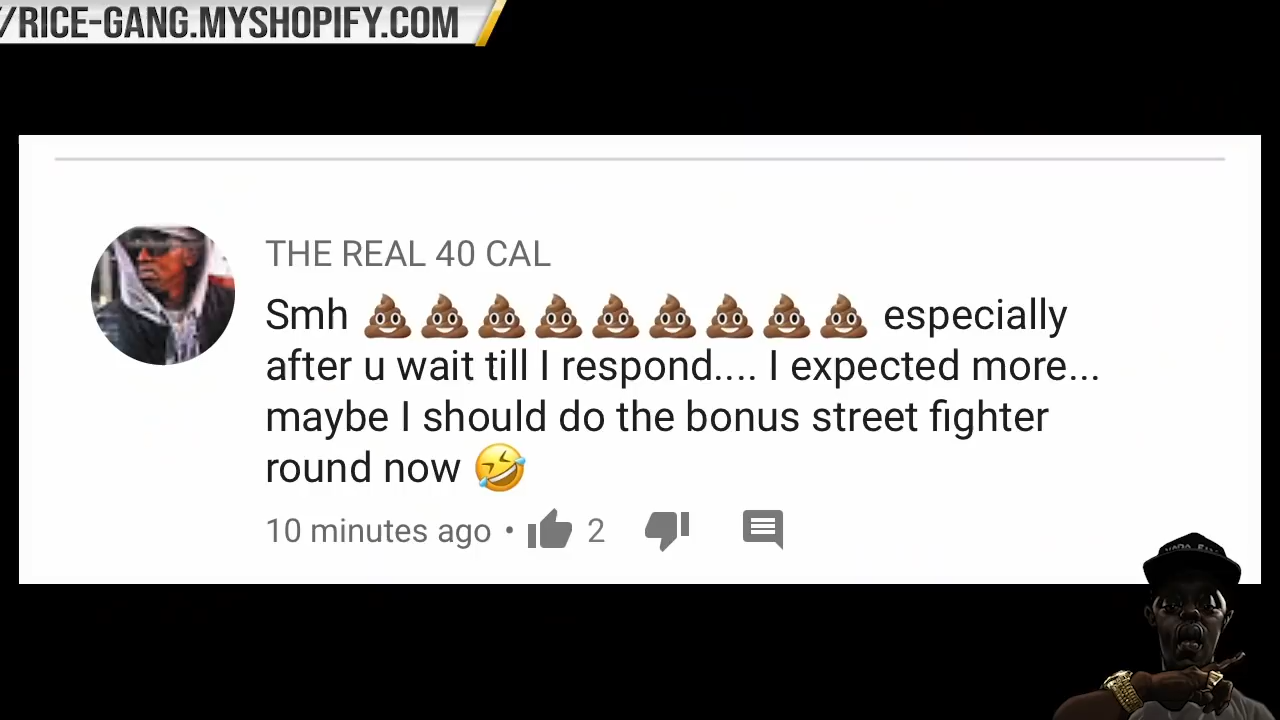 /RICE-GANG.MYSHOPIFY.COM
THE REAL 40 CAL
Smh 💩💩💩💩💩💩💩💩💩 especially
after u wait till I respond.... I expected more...
maybe I should do the bonus street fighter
round now 🤣
10 minutes ago • 2